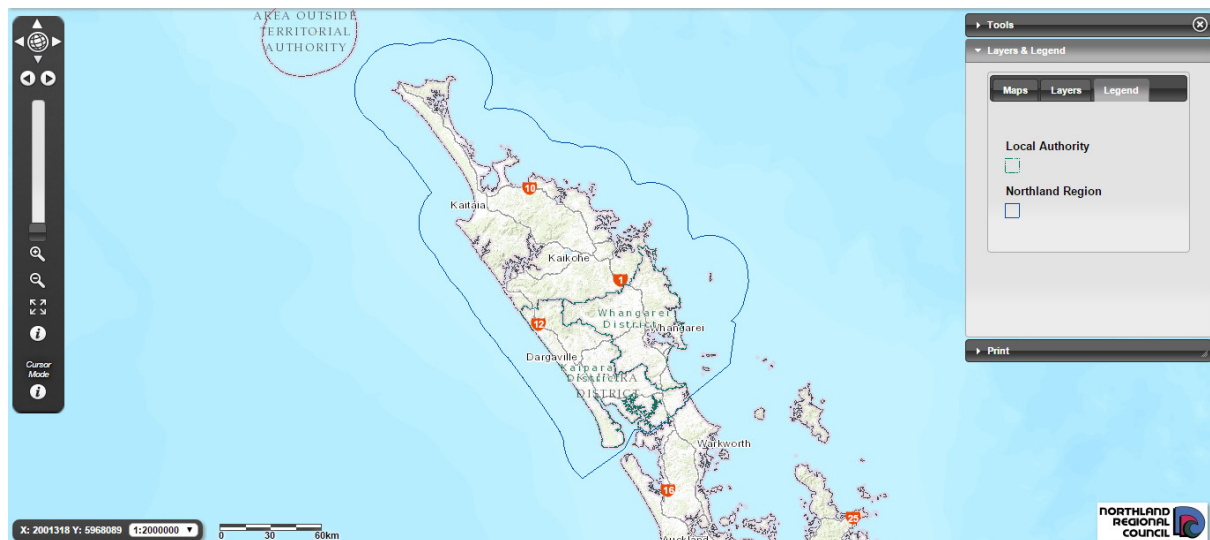 AREA OUTSIDE
TERRITORIAL
AUTHORITY
Tools
Layers & Legend
Maps Layers Legend
Local Authority
Northland Region
Print
10
Kaitaia
Kaikohe
1
Whangarei
District
Whangarei
12
Dargaville
Kaipara
District
DISTRICT
Warkworth
16
25
Auckland
Cursor
Mode
X: 2001318 Y: 5968089 1:2000000
0 30 60km
NORTHLAND
REGIONAL
COUNCIL